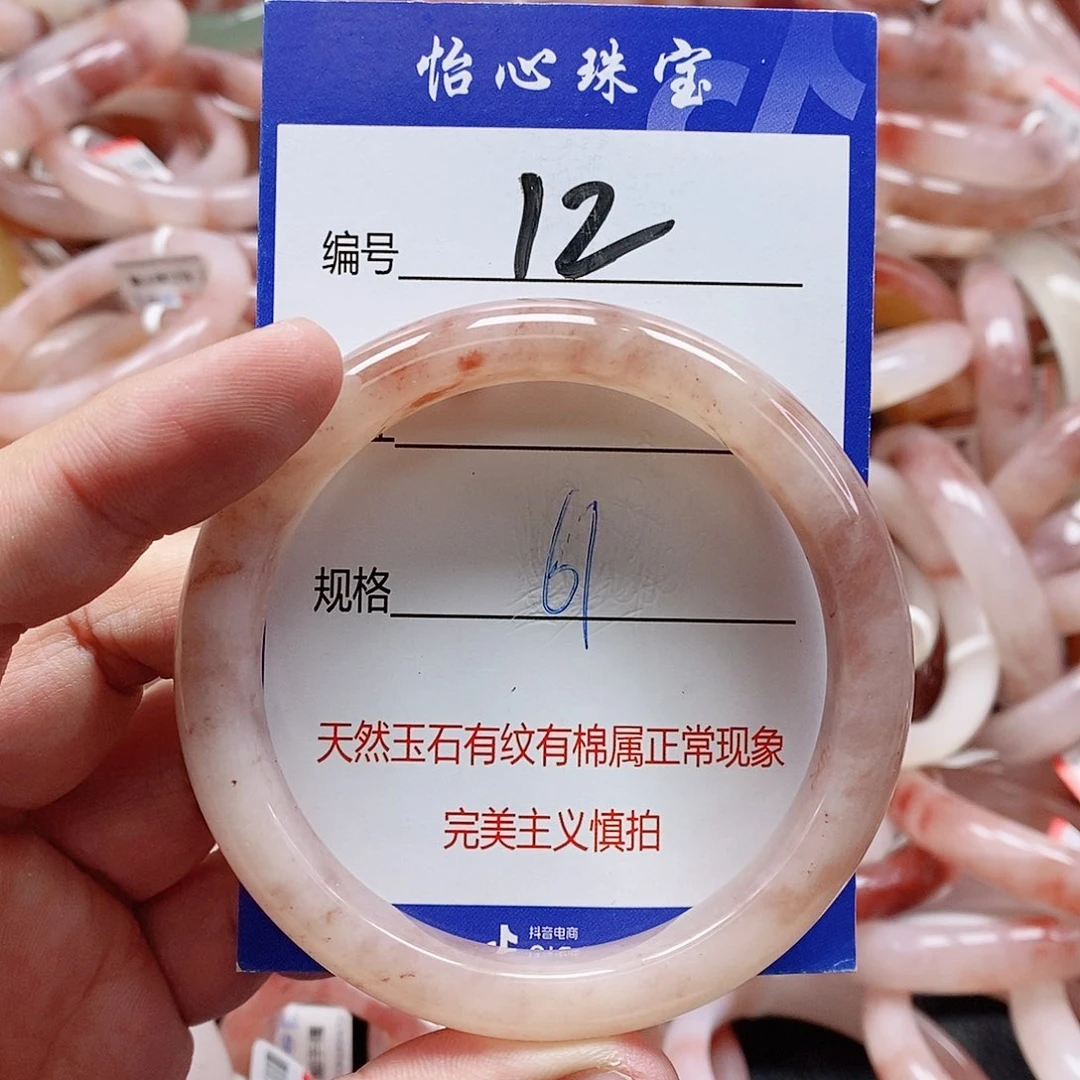 怡心珠宝
编号 12
规格 61
天然玉石有纹有棉属正常现象
完美主义慎拍
抖音电商